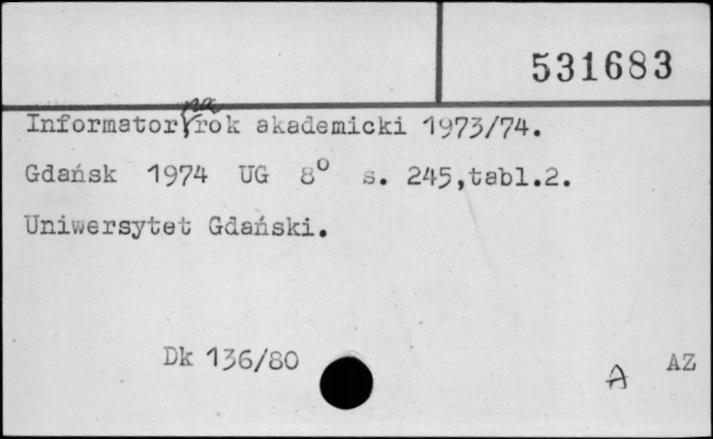 531683
Informator na rok akademicki 1973/74.
Gdańsk 1974 UG 8° s. 245,tabl.2.
Uniwersytet Gdański.
Dk 136/80
A AZ